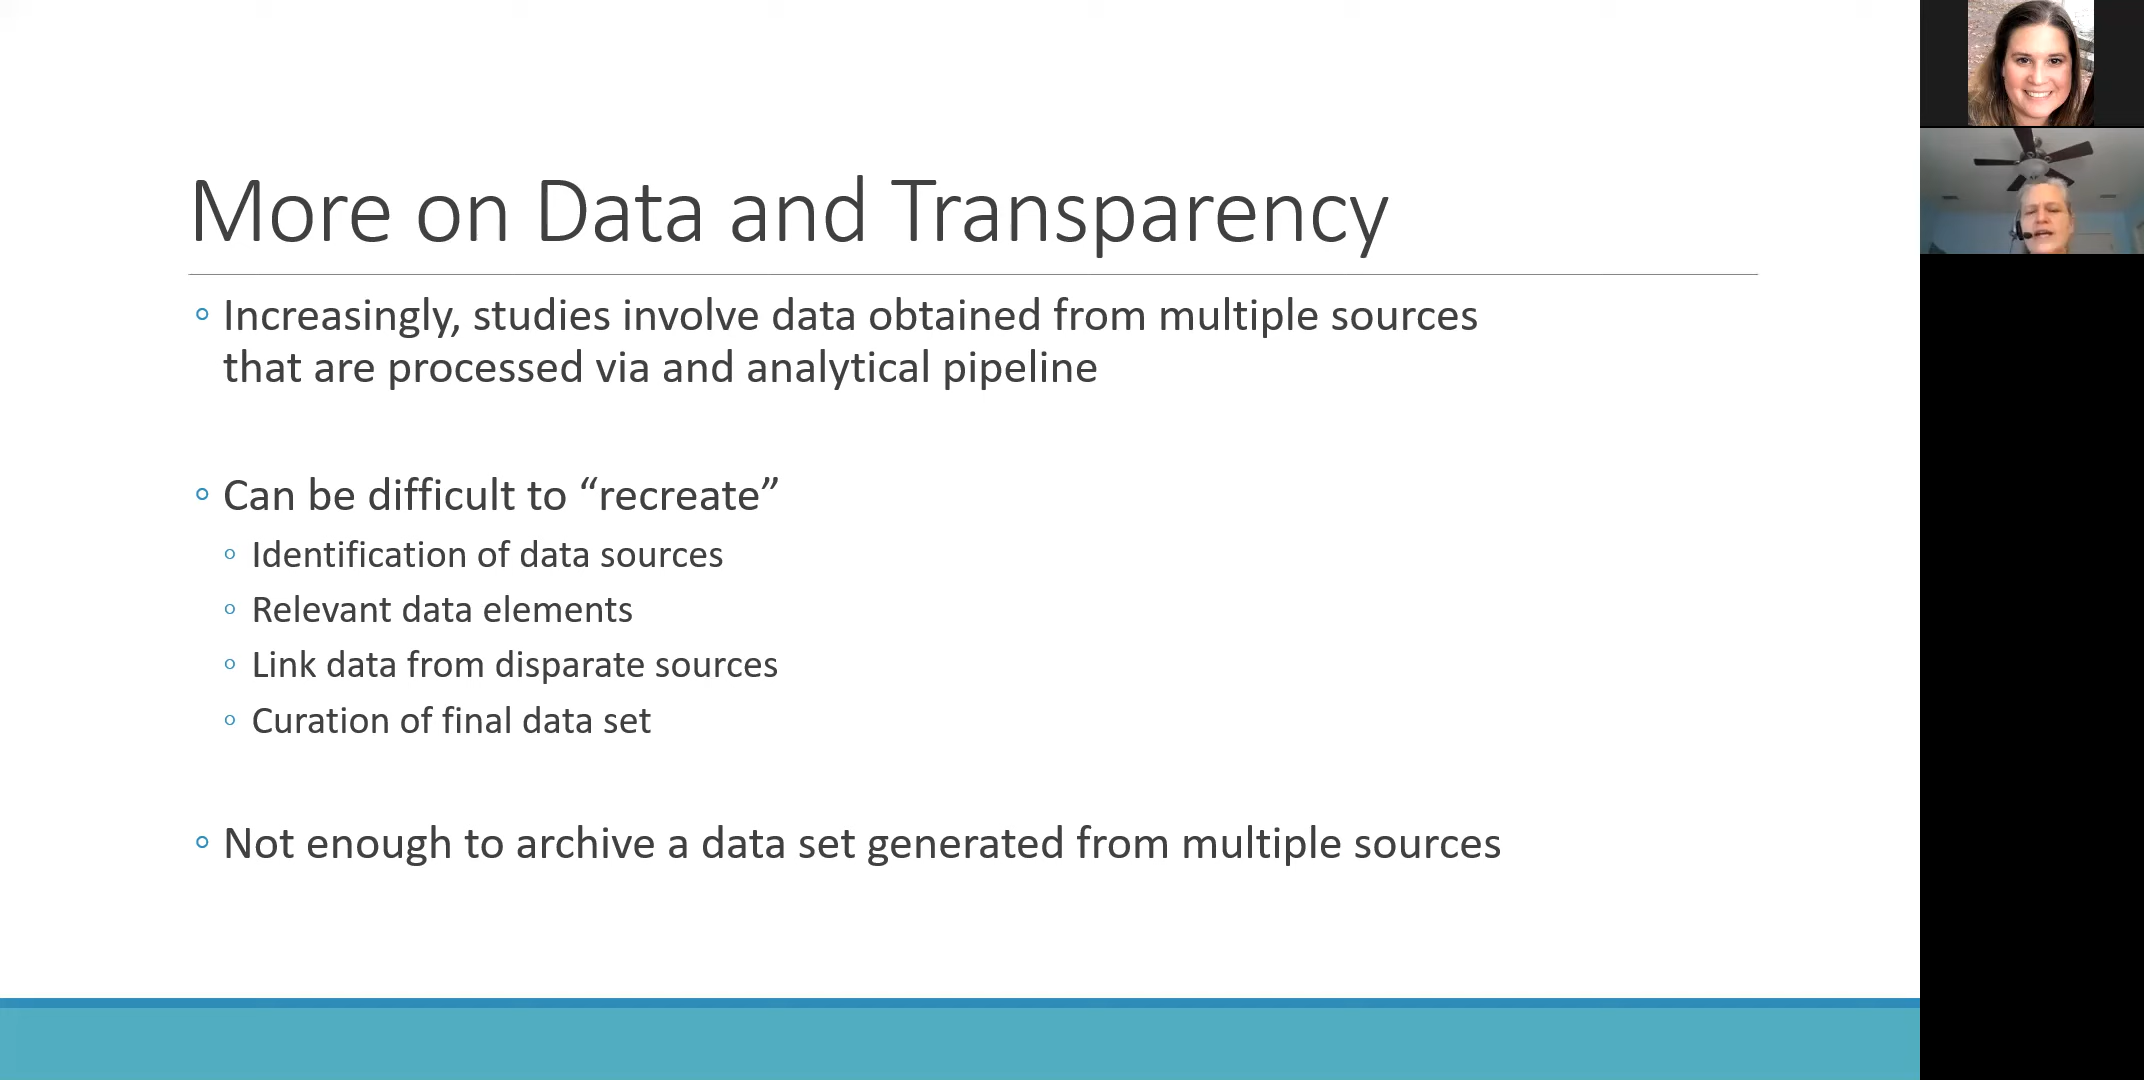 More on Data and Transparency
◦ Increasingly, studies involve data obtained from multiple sources
that are processed via and analytical pipeline
◦ Can be difficult to “recreate”
◦ Identification of data sources
◦ Relevant data elements
◦ Link data from disparate sources
◦ Curation of final data set
◦ Not enough to archive a data set generated from multiple sources